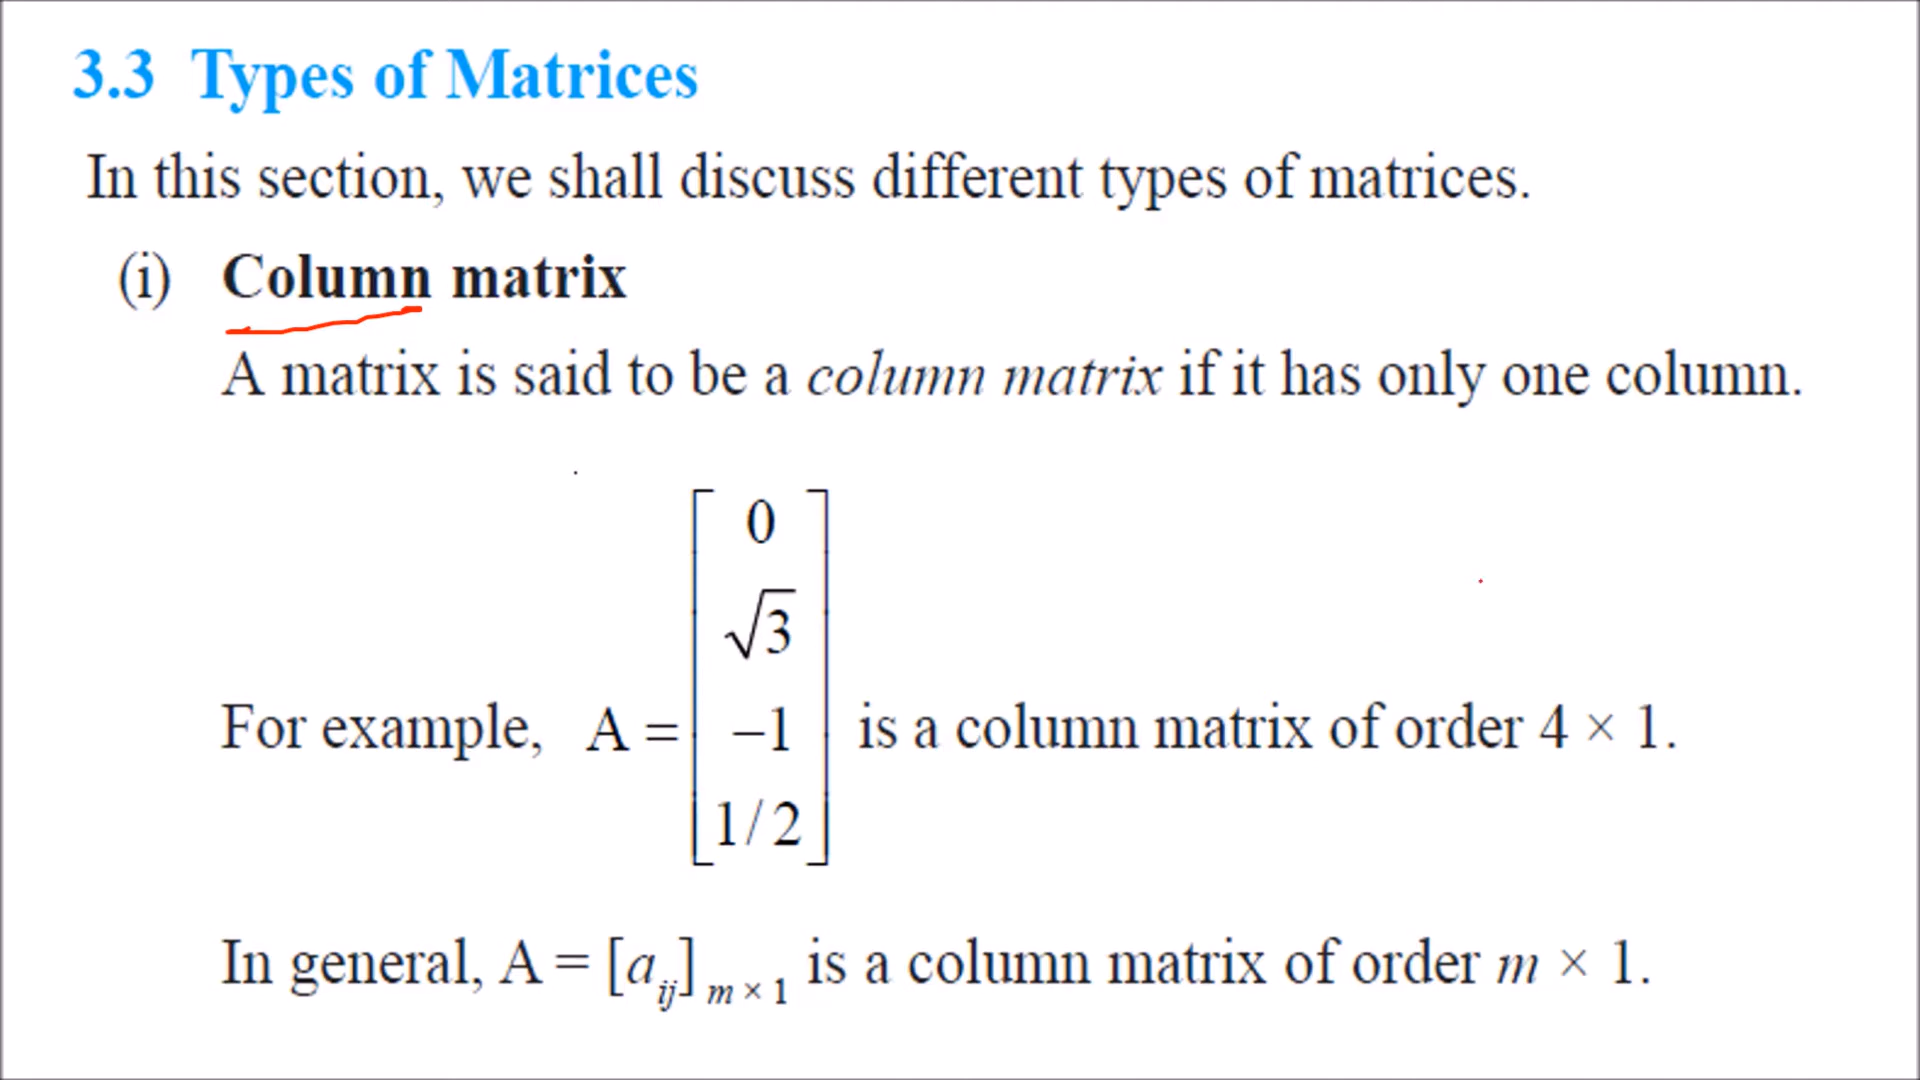 3.3 Types of Matrices
In this section, we shall discuss different types of matrices.
(i) Column matrix
A matrix is said to be a column matrix if it has only one column.
0
√3
For example, A = –1 is a column matrix of order 4 × 1.
1/2
In general, A = [a_ij]_m × 1 is a column matrix of order m × 1.